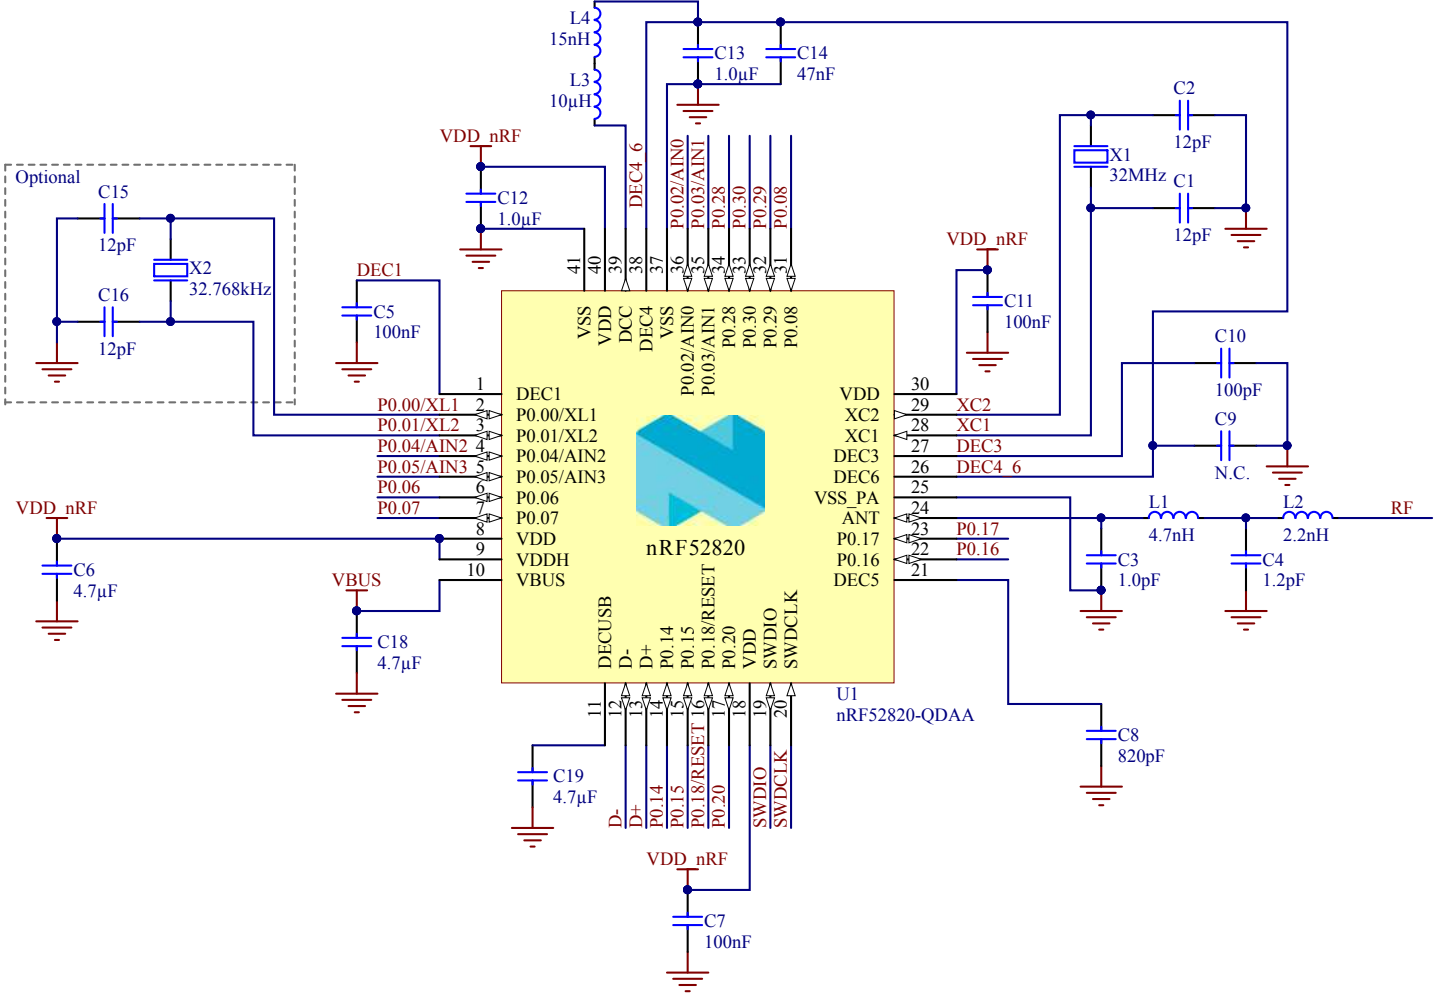 L4
15nH
L3
10µH
C13
1.0µF
C14
47nF
C2
12pF
X1
32MHz
C1
12pF
VDD_nRF
C12
1.0µF
DEC4_6
P0.02/AIN0
P0.03/AIN1
P0.28
P0.30
P0.29
P0.08
Optional
C15
12pF
X2
32.768kHz
C16
12pF
DEC1
C5
100nF
VDD_nRF
C11
100nF
C10
100pF
C9
N.C.
41
40
39
38
37
36
35
34
33
32
31
VSS
VDD
DCC
DEC4
VSS
P0.02/AIN0
P0.03/AIN1
P0.28
P0.30
P0.29
P0.08
1
DEC1
P0.00/XL1
2
P0.00/XL1
P0.01/XL2
3
P0.01/XL2
P0.04/AIN2
4
P0.04/AIN2
P0.05/AIN3
5
P0.05/AIN3
P0.06
6
P0.06
P0.07
7
P0.07
8
VDD
9
VDDH
10
VBUS
VDD
30
XC2
29
XC2
XC1
28
XC1
DEC3
27
DEC3
DEC6
26
DEC4_6
VSS_PA
25
ANT
24
P0.17
23
P0.17
P0.16
22
P0.16
DEC5
21
nRF52820
VDD_nRF
C6
4.7µF
VBUS
C18
4.7µF
L1
4.7nH
L2
2.2nH
RF
C3
1.0pF
C4
1.2pF
DECUSB
D-
D+
P0.14
P0.15
P0.18/RESET
P0.20
VDD
SWDIO
SWDCLK
11
12
13
14
15
16
17
18
19
20
U1
nRF52820-QDAA
C8
820pF
C19
4.7µF
D-
D+
P0.14
P0.15
P0.18/RESET
P0.20
SWDIO
SWDCLK
VDD_nRF
C7
100nF